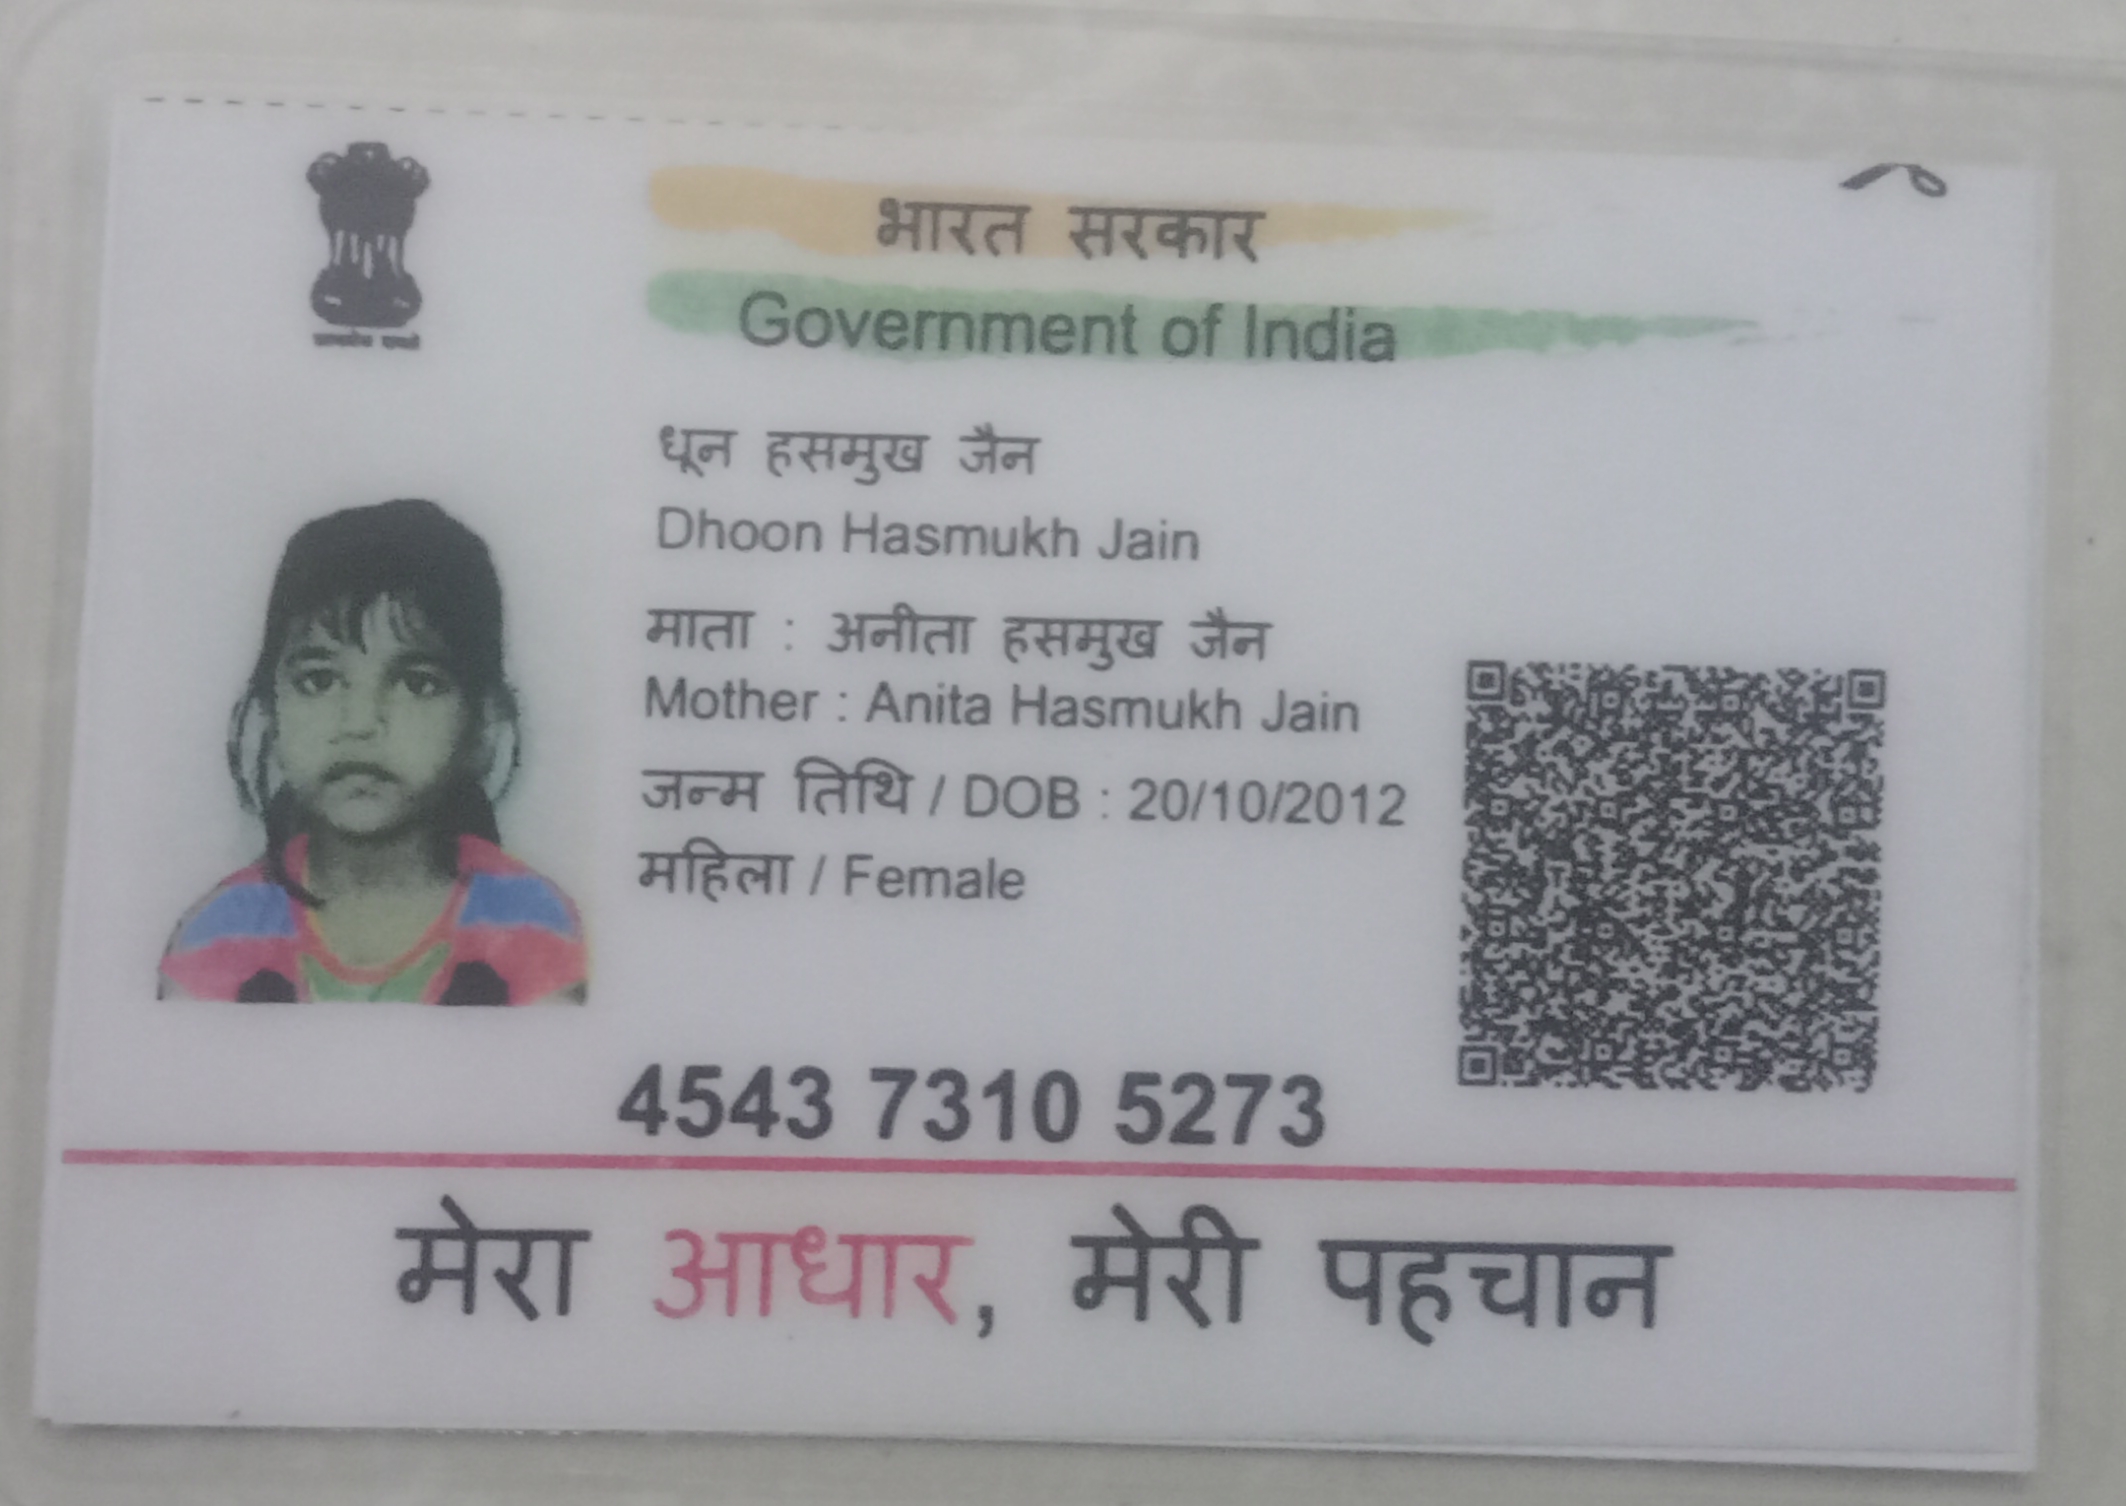 भारत सरकार
Government of India
धून हसमुख जैन
Dhoon Hasmukh Jain
माता : अनीता हसमुख जैन
Mother : Anita Hasmukh Jain
जन्म तिथि / DOB : 20/10/2012
महिला / Female
4543 7310 5273
मेरा आधार, मेरी पहचान